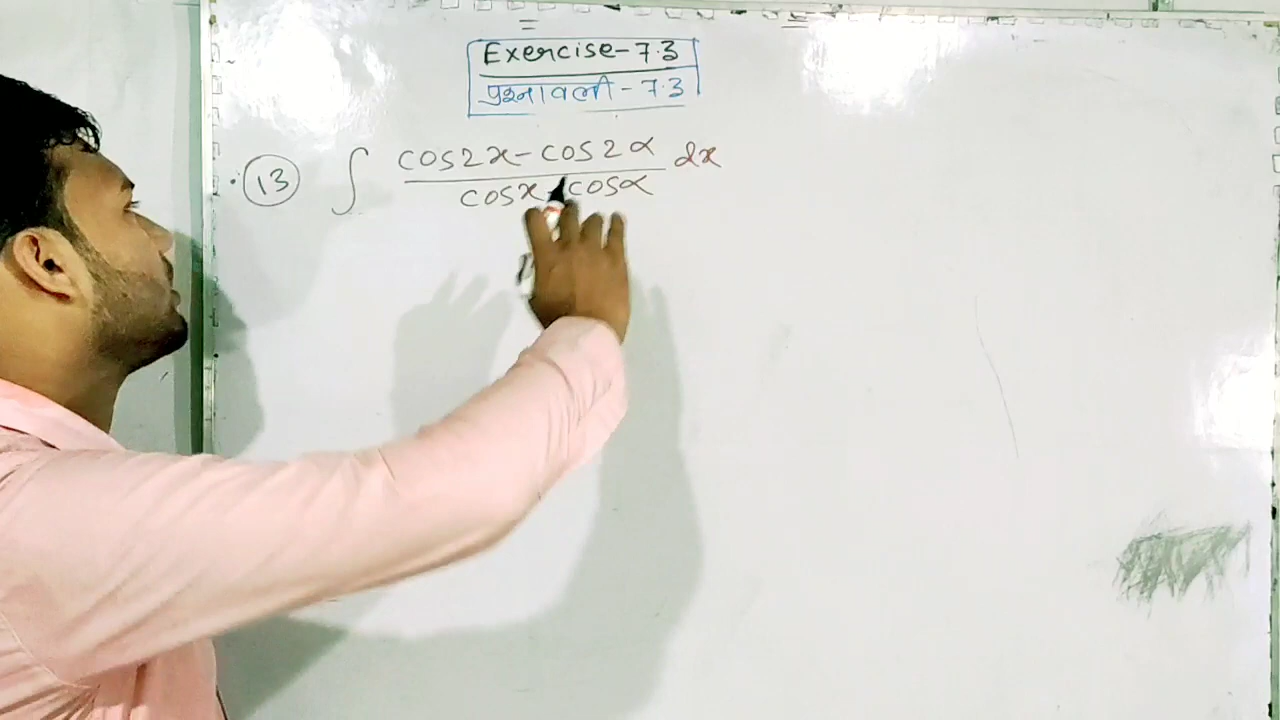 Exercise-7.3
प्रश्नावली-7.3
13 ∫ (cos2x-cos2α)/(cosx-cosα) dx